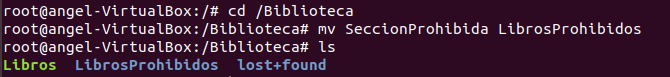 root@angel-VirtualBox:/# cd /Biblioteca
root@angel-VirtualBox:/Biblioteca# mv SeccionProhibida LibrosProhibidos
root@angel-VirtualBox:/Biblioteca# ls
Libros  LibrosProhibidos  lost+found